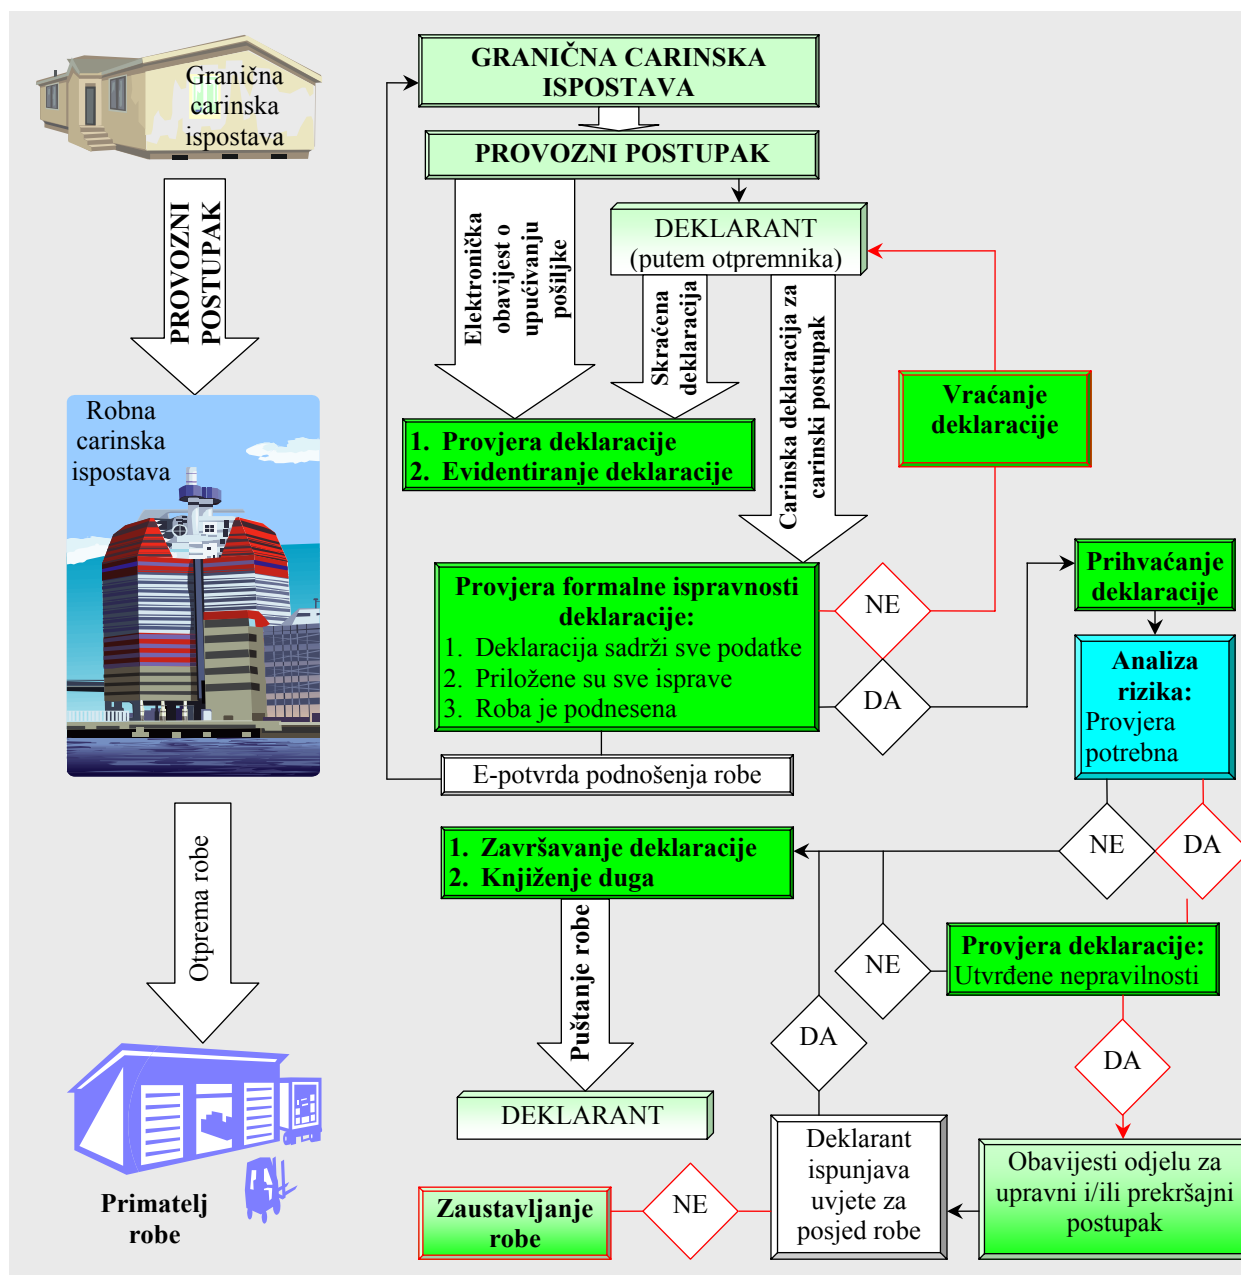 Granična
carinska
ispostava
PROVOZNI
POSTUPAK
Robna
carinska
ispostava
Otprema robe
Primatelj
robe
GRANIČNA CARINSKA
ISPOSTAVA
PROVOZNI POSTUPAK
Elektronička
obavijest o
upućivanju
pošiljke
DEKLARANT
(putem otpremnika)
Skraćena
deklaracija
Carinska deklaracija za
carinski postupak
Vraćanje
deklaracije
1. Provjera deklaracije
2. Evidentiranje deklaracije
Provjera formalne ispravnosti
deklaracije:
1. Deklaracija sadrži sve podatke
2. Priložene su sve isprave
3. Roba je podnesena
NE
DA
Prihvaćanje
deklaracije
Analiza
rizika:
Provjera
potrebna
E-potvrda podnošenja robe
NE
DA
1. Završavanje deklaracije
2. Knjiženje duga
Puštanje robe
NE
Provjera deklaracije:
Utvrđene nepravilnosti
DA
DA
DEKLARANT
Deklarant
ispunjava
uvjete za
posjed robe
Obavijesti odjelu za
upravni i/ili prekršajni
postupak
NE
Zaustavljanje
robe